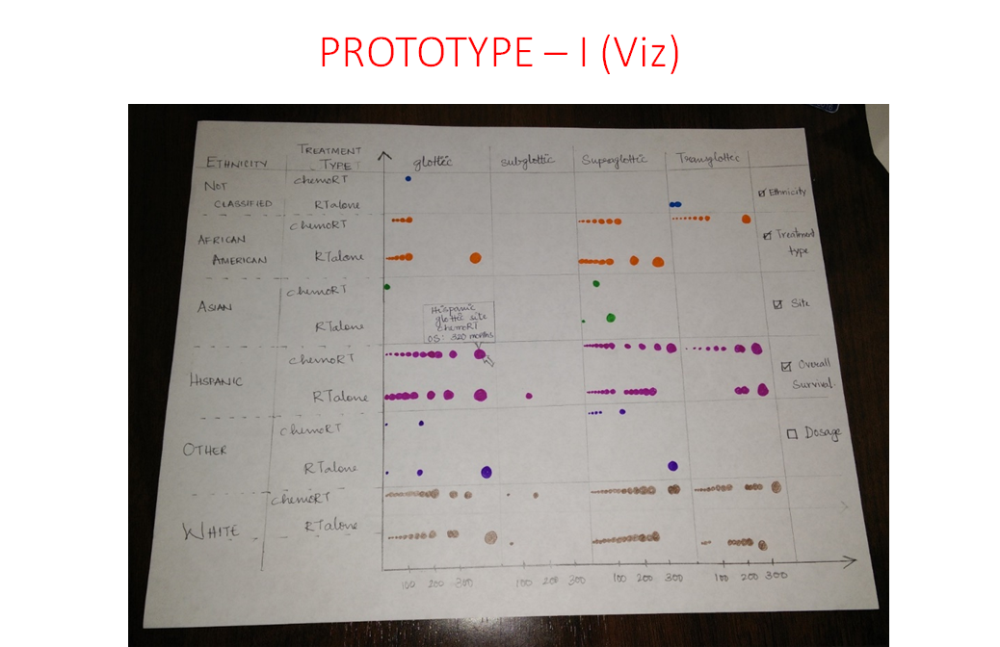 PROTOTYPE – I (Viz)
ETHNICITY
TREATMENT
TYPE
glottic
subglottic
Supraglottic
Transglottic
NOT
CLASSIFIED
chemoRT
RTalone
AFRICAN
AMERICAN
chemoRT
RTalone
ASIAN
chemoRT
RTalone
Hispanic
glottic site
chemoRT
OS: 320 months
HISPANIC
chemoRT
RTalone
OTHER
chemoRT
RTalone
WHITE
chemoRT
RTalone
100 200 300
100 200 300
100 200 300
100 200 300
Ethnicity
Treatment
type
Site
Overall
Survival.
Dosage